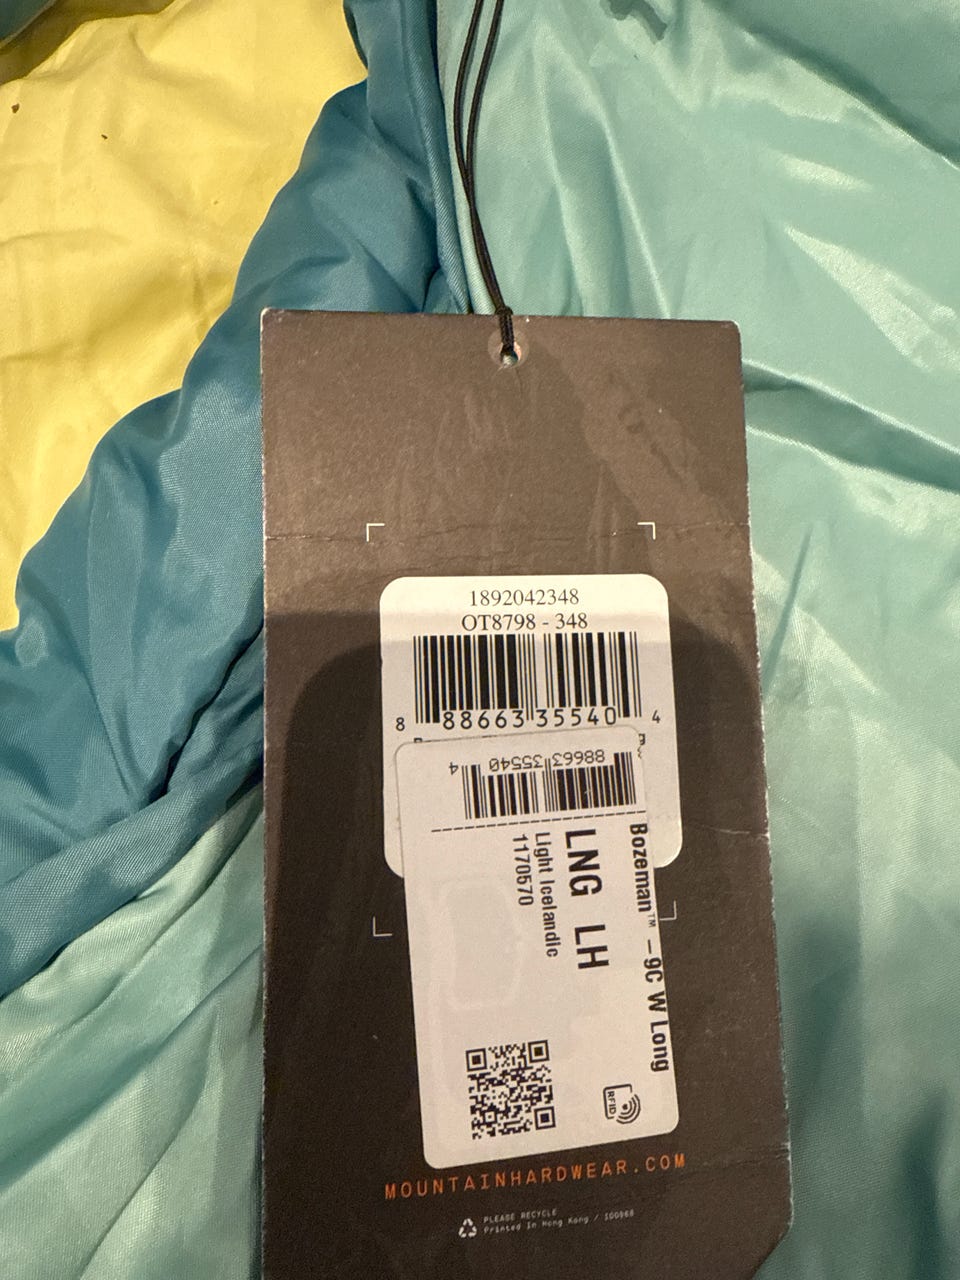 1892042348
OT8798 - 348
8 88663 35540 4
88663 35540 4
Bozeman™ – 9C W Long
LNG LH
Light Icelandic
1170570
RFID
MOUNTAINHARDWEAR.COM
PLEASE RECYCLE
Printed in Hong Kong / 100968